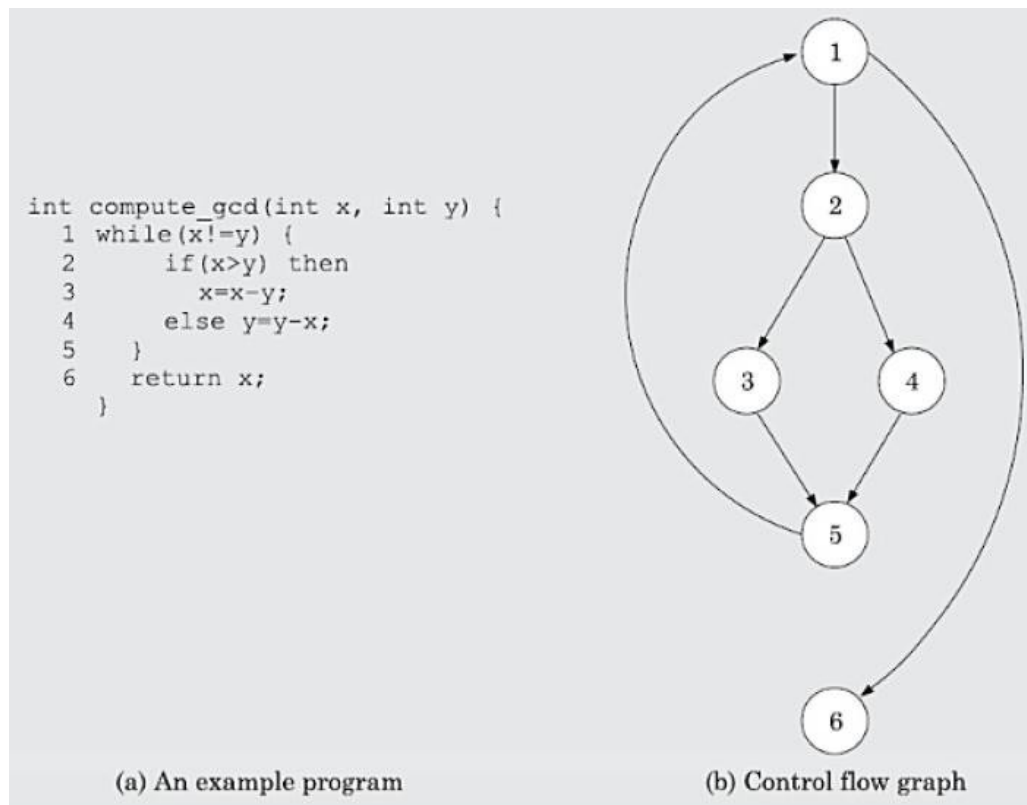 int compute_gcd(int x, int y) {
1 while(x!=y) {
2 if(x>y) then
3 x=x-y;
4 else y=y-x;
5 }
6 return x;
}
1
2
3 4
5
6
(a) An example program
(b) Control flow graph